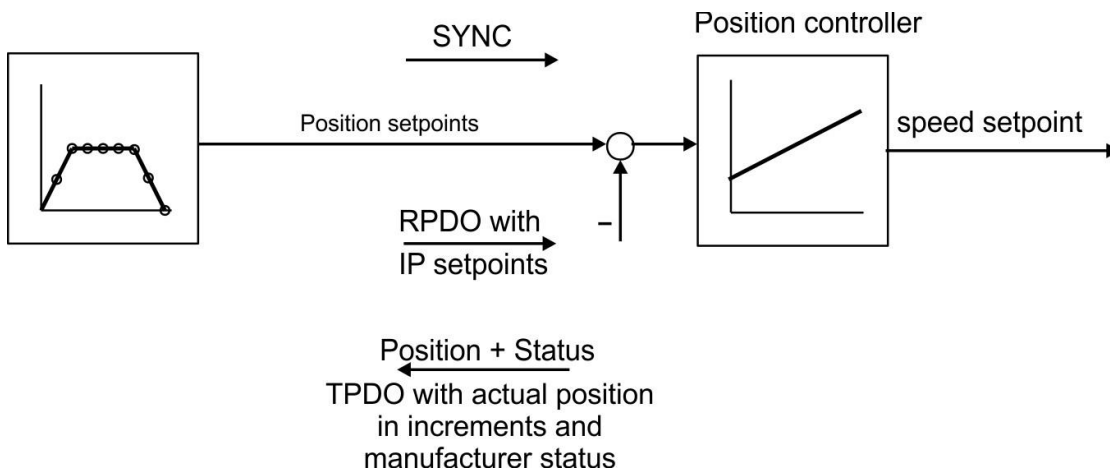 SYNC
Position controller
Position setpoints
speed setpoint
RPDO with
IP setpoints
–
Position + Status
TPDO with actual position
in increments and
manufacturer status